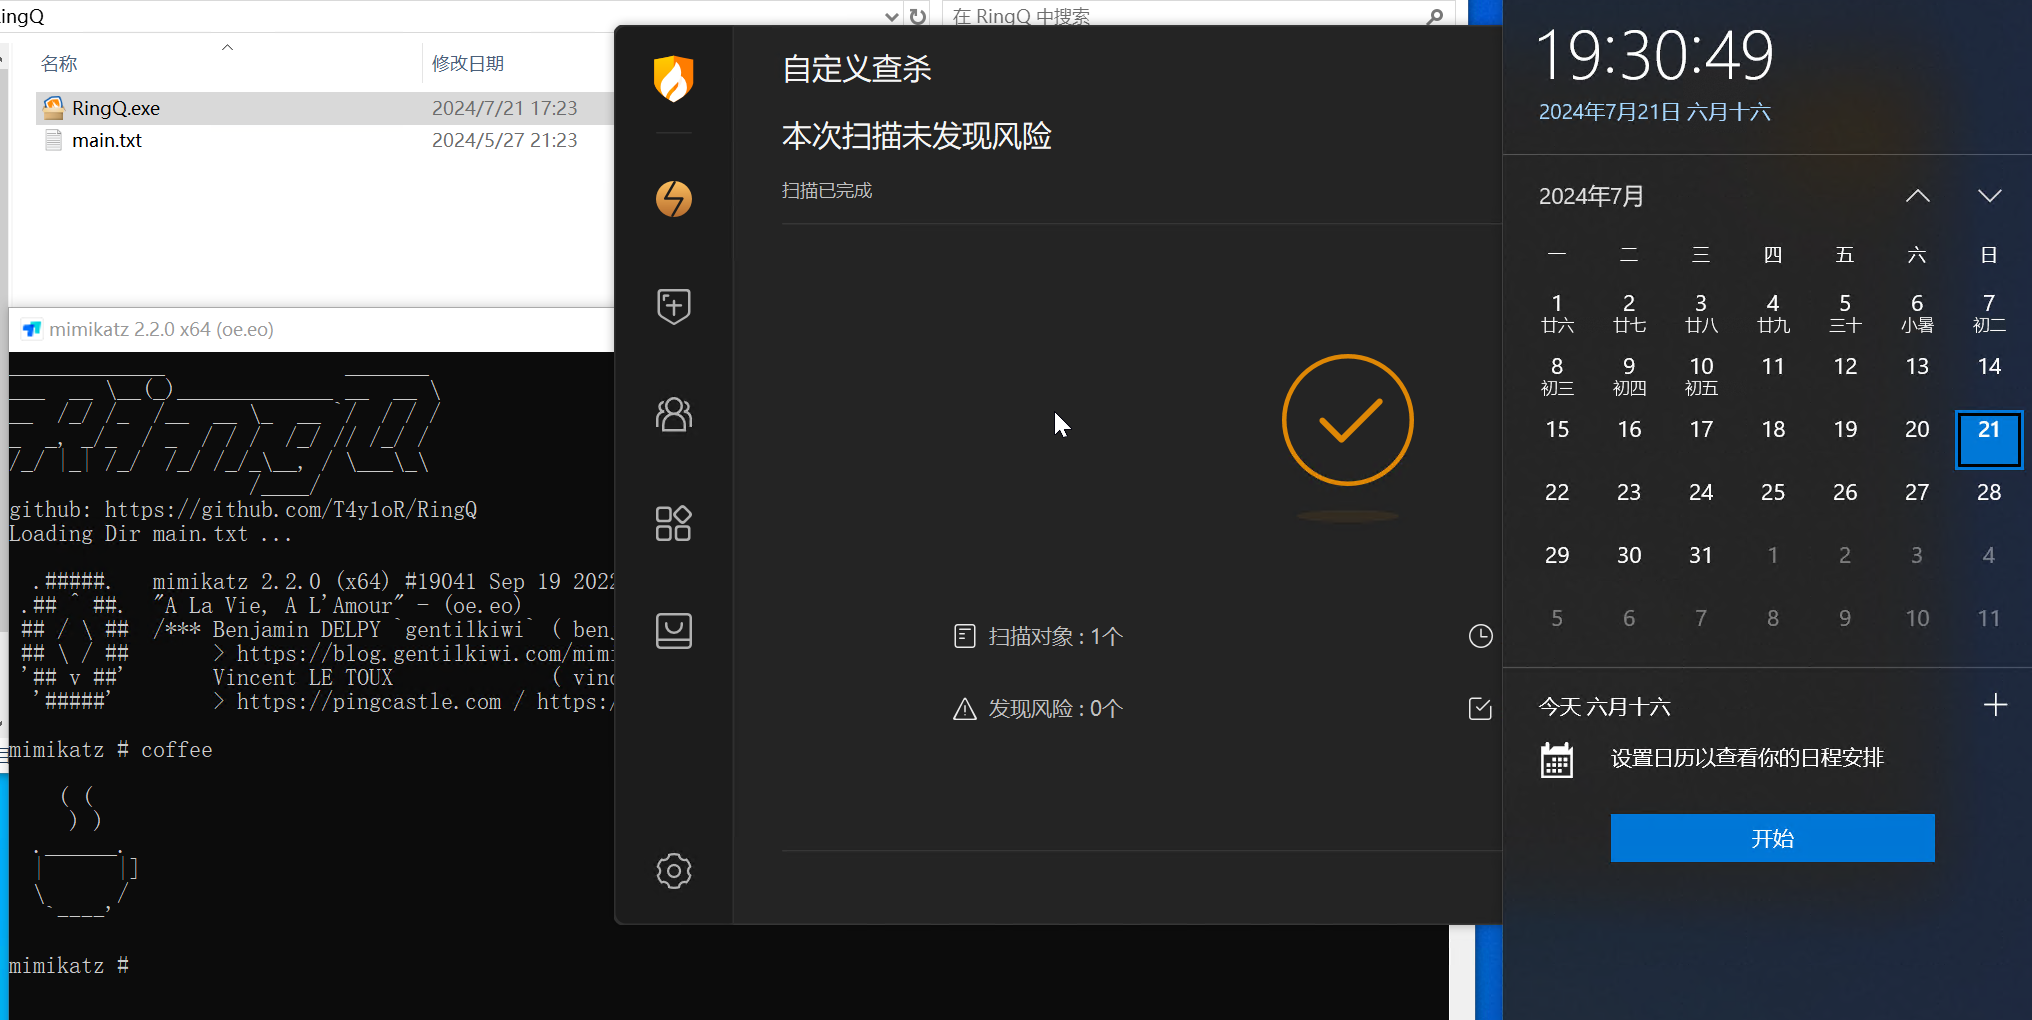 ingQ
在 RingQ 中搜索
名称
修改日期
RingQ.exe
2024/7/21 17:23
main.txt
2024/5/27 21:23
mimikatz 2.2.0 x64 (oe.eo)
github: https://github.com/T4y1oR/RingQ
Loading Dir main.txt ...
.#####.    mimikatz 2.2.0 (x64) #19041 Sep 19 2022
.## ^ ##.  "A La Vie, A L'Amour" - (oe.eo)
## / \ ##  /*** Benjamin DELPY `gentilkiwi` ( benj
## \ / ##       > https://blog.gentilkiwi.com/mimi
'## v ##'       Vincent LE TOUX             ( vinc
'#####'        > https://pingcastle.com / https:/
mimikatz # coffee
( (
) )
.______.
|      |]
\      /
`----'
mimikatz #
自定义查杀
本次扫描未发现风险
扫描已完成
扫描对象 : 1个
发现风险 : 0个
19:30:49
2024年7月21日 六月十六
2024年7月
一 二 三 四 五 六 日
1 2 3 4 5 6 7
廿六 廿七 廿八 廿九 三十 小暑 初二
8 9 10 11 12 13 14
初三 初四 初五
15 16 17 18 19 20 21
22 23 24 25 26 27 28
29 30 31 1 2 3 4
5 6 7 8 9 10 11
今天 六月十六
设置日历以查看你的日程安排
开始